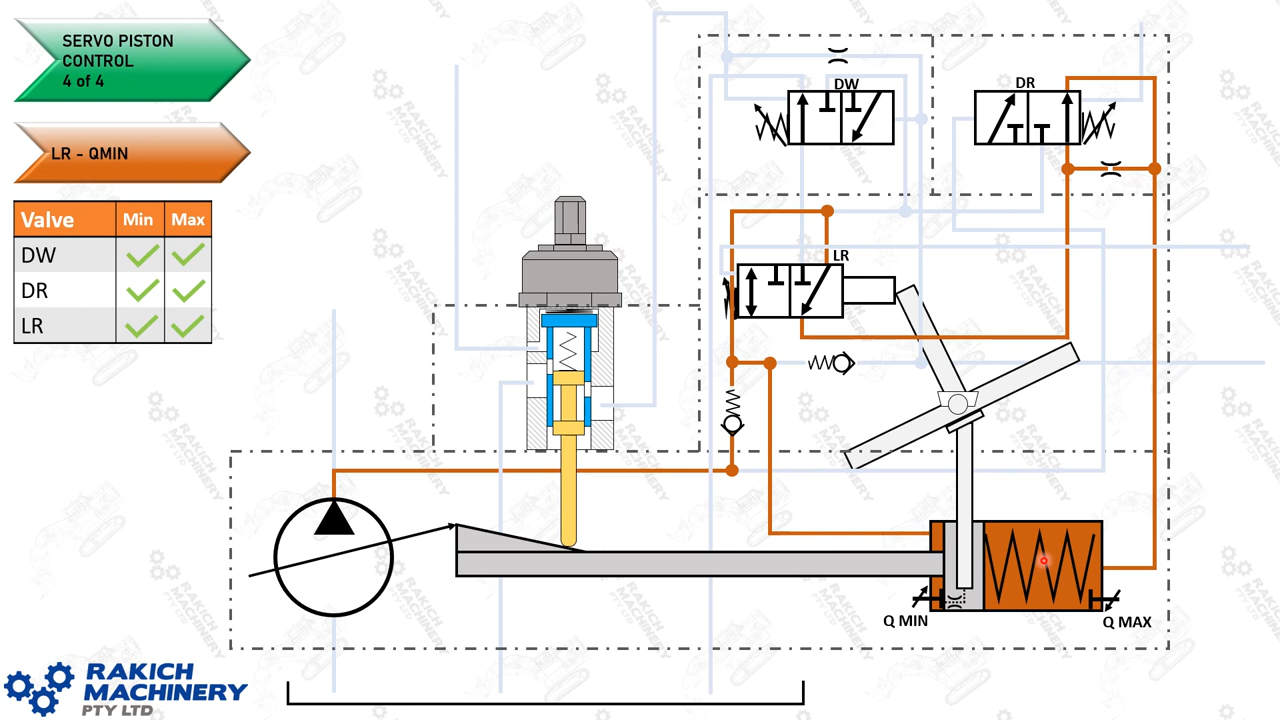 SERVO PISTON
CONTROL
4 of 4
LR - QMIN
Valve Min Max
DW
DR
LR
DW
DR
LR
Q MIN
Q MAX
RAKICH
MACHINERY
PTY LTD